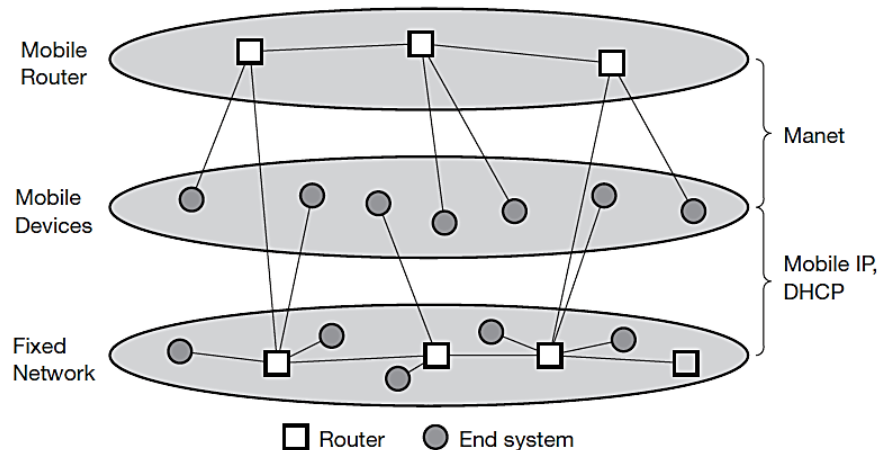 Mobile
Router
Manet
Mobile
Devices
Mobile IP,
DHCP
Fixed
Network
Router
End system